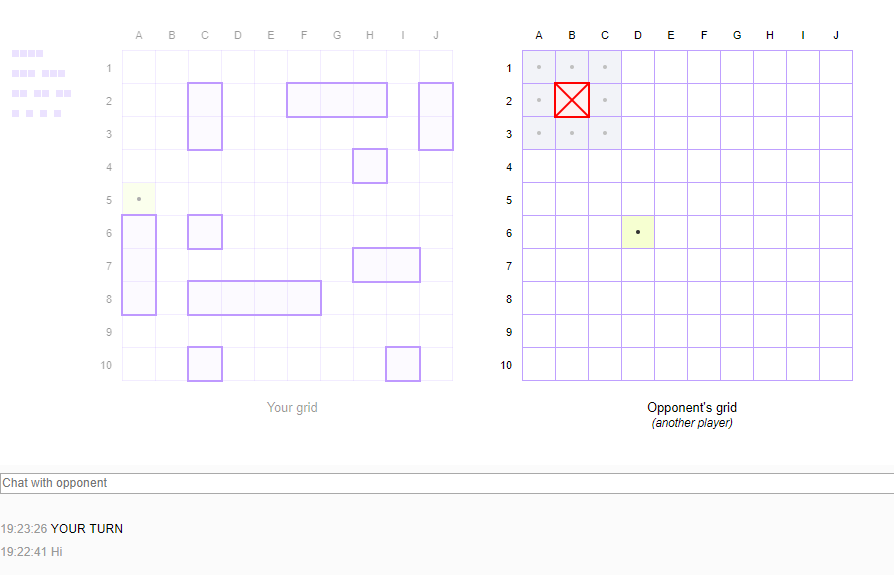 A B C D E F G H I J
A B C D E F G H I J
1
2
3
4
5
6
7
8
9
10
1
2
3
4
5
6
7
8
9
10
Your grid
Opponent's grid
(another player)
Chat with opponent
19:23:26 YOUR TURN
19:22:41 Hi